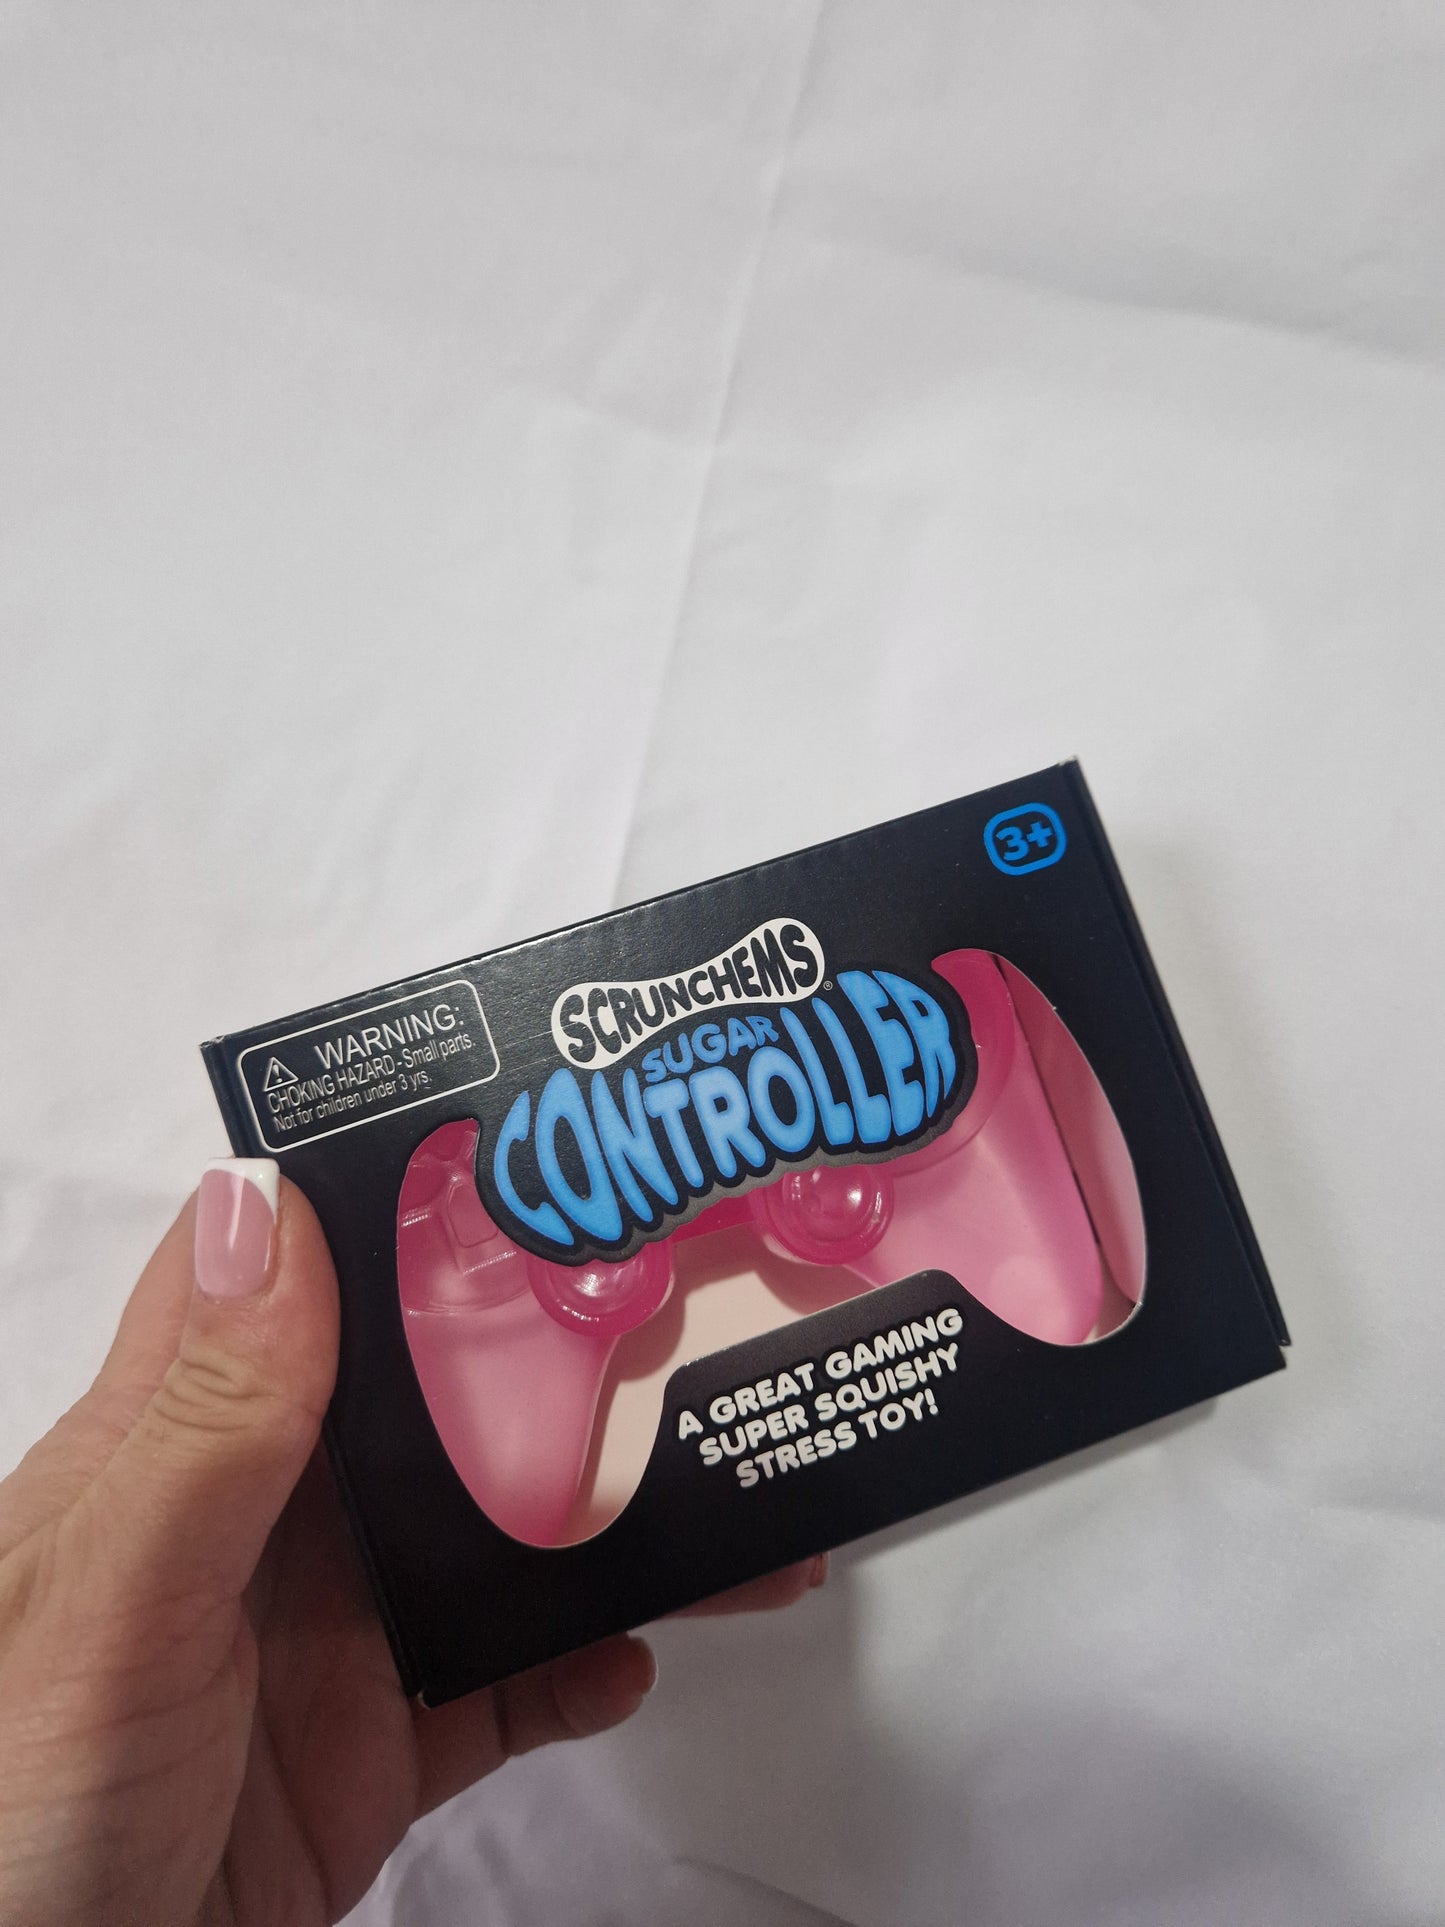 3+
WARNING:
CHOKING HAZARD - Small parts.
Not for children under 3 yrs.
SCRUNCHEMS®
SUGAR
CONTROLLER
A GREAT GAMING
SUPER SQUISHY
STRESS TOY!